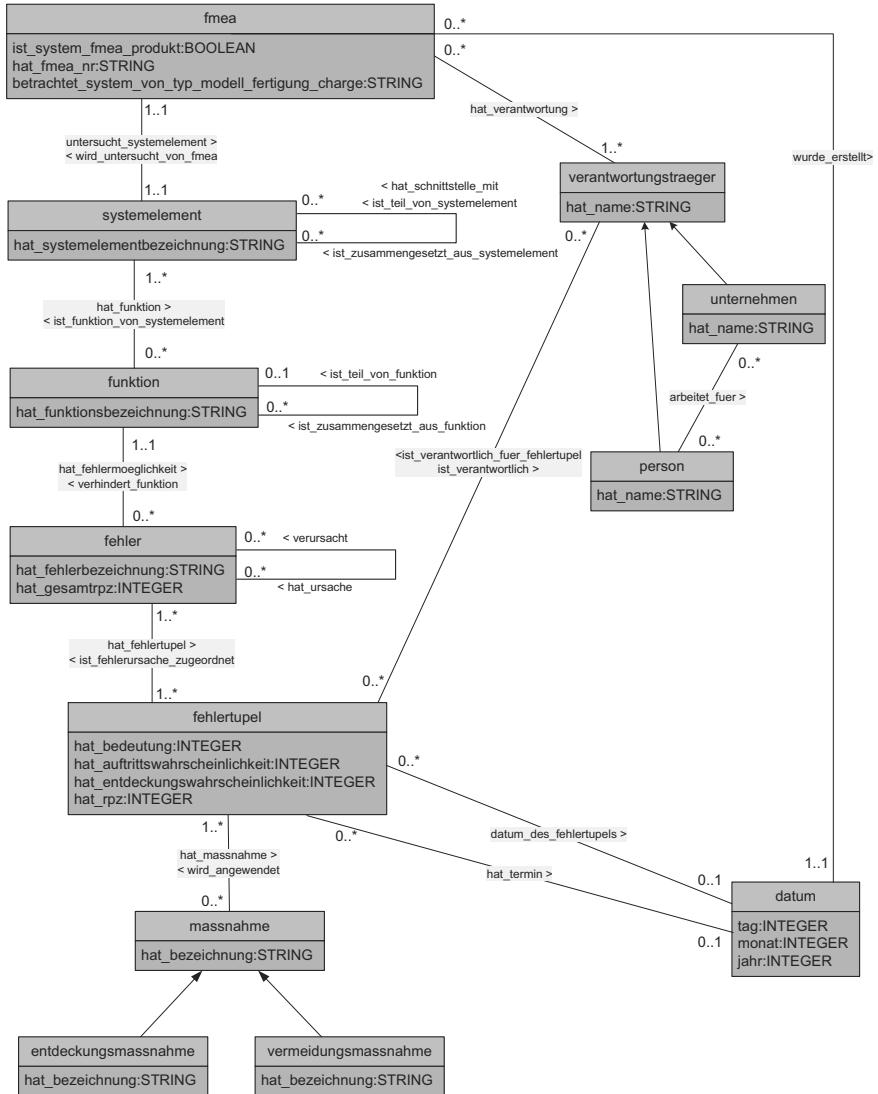 fmea
ist_system_fmea_produkt:BOOLEAN
hat_fmea_nr:STRING
betrachtet_system_von_typ_modell_fertigung_charge:STRING
0..*
0..*
1..1
hat_verantwortung >
untersucht_systemelement >
< wird_untersucht_von_fmea
1..*
wurde_erstellt>
1..1
verantwortungstraeger
hat_name:STRING
0..*
systemelement
hat_systemelementbezeichnung:STRING
0..*
< hat_schnittstelle_mit
< ist_teil_von_systemelement
0..*
< ist_zusammengesetzt_aus_systemelement
1..*
hat_funktion >
< ist_funktion_von_systemelement
0..*
unternehmen
hat_name:STRING
0..*
arbeitet_fuer >
0..*
person
hat_name:STRING
funktion
hat_funktionsbezeichnung:STRING
0..1
< ist_teil_von_funktion
0..*
< ist_zusammengesetzt_aus_funktion
1..1
hat_fehlermoeglichkeit >
< verhindert_funktion
0..*
<ist_verantwortlich_fuer_fehlertupel
ist_verantwortlich >
fehler
hat_fehlerbezeichnung:STRING
hat_gesamtrpz:INTEGER
0..*
< verursacht
0..*
< hat_ursache
1..*
hat_fehlertupel >
< ist_fehlerursache_zugeordnet
1..*
0..*
fehlertupel
hat_bedeutung:INTEGER
hat_auftrittswahrscheinlichkeit:INTEGER
hat_entdeckungswahrscheinlichkeit:INTEGER
hat_rpz:INTEGER
0..*
1..*
0..*
datum_des_fehlertupels >
hat_massnahme >
< wird_angewendet
hat_termin >
1..1
0..1
0..*
datum
tag:INTEGER
monat:INTEGER
jahr:INTEGER
0..1
massnahme
hat_bezeichnung:STRING
entdeckungsmassnahme
hat_bezeichnung:STRING
vermeidungsmassnahme
hat_bezeichnung:STRING